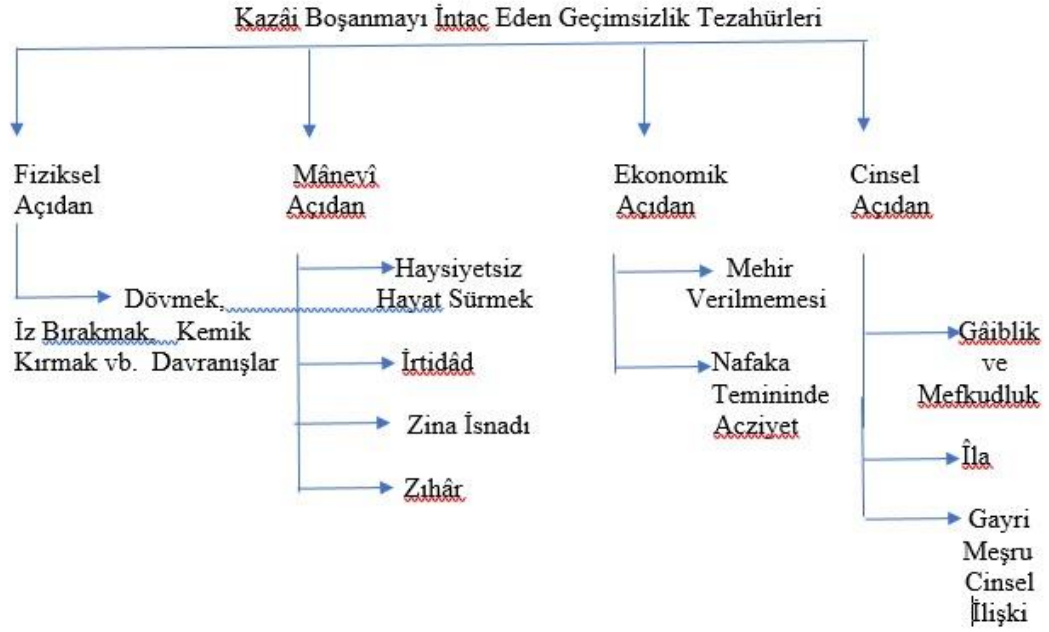 Kazâi Boşanmayı İntaç Eden Geçimsizlik Tezahürleri
Fiziksel
Açıdan
Dövmek,
İz Bırakmak, Kemik
Kırmak vb. Davranışlar
Mânevî
Açıdan
Haysiyetsiz
Hayat Sürmek
İrtidâd
Zina İsnadı
Zıhâr
Ekonomik
Açıdan
Mehir
Verilmemesi
Nafaka
Temininde
Acziyet
Cinsel
Açıdan
Gâiblik
ve
Mefkudluk
Îla
Gayri
Meşru
Cinsel
İlişki